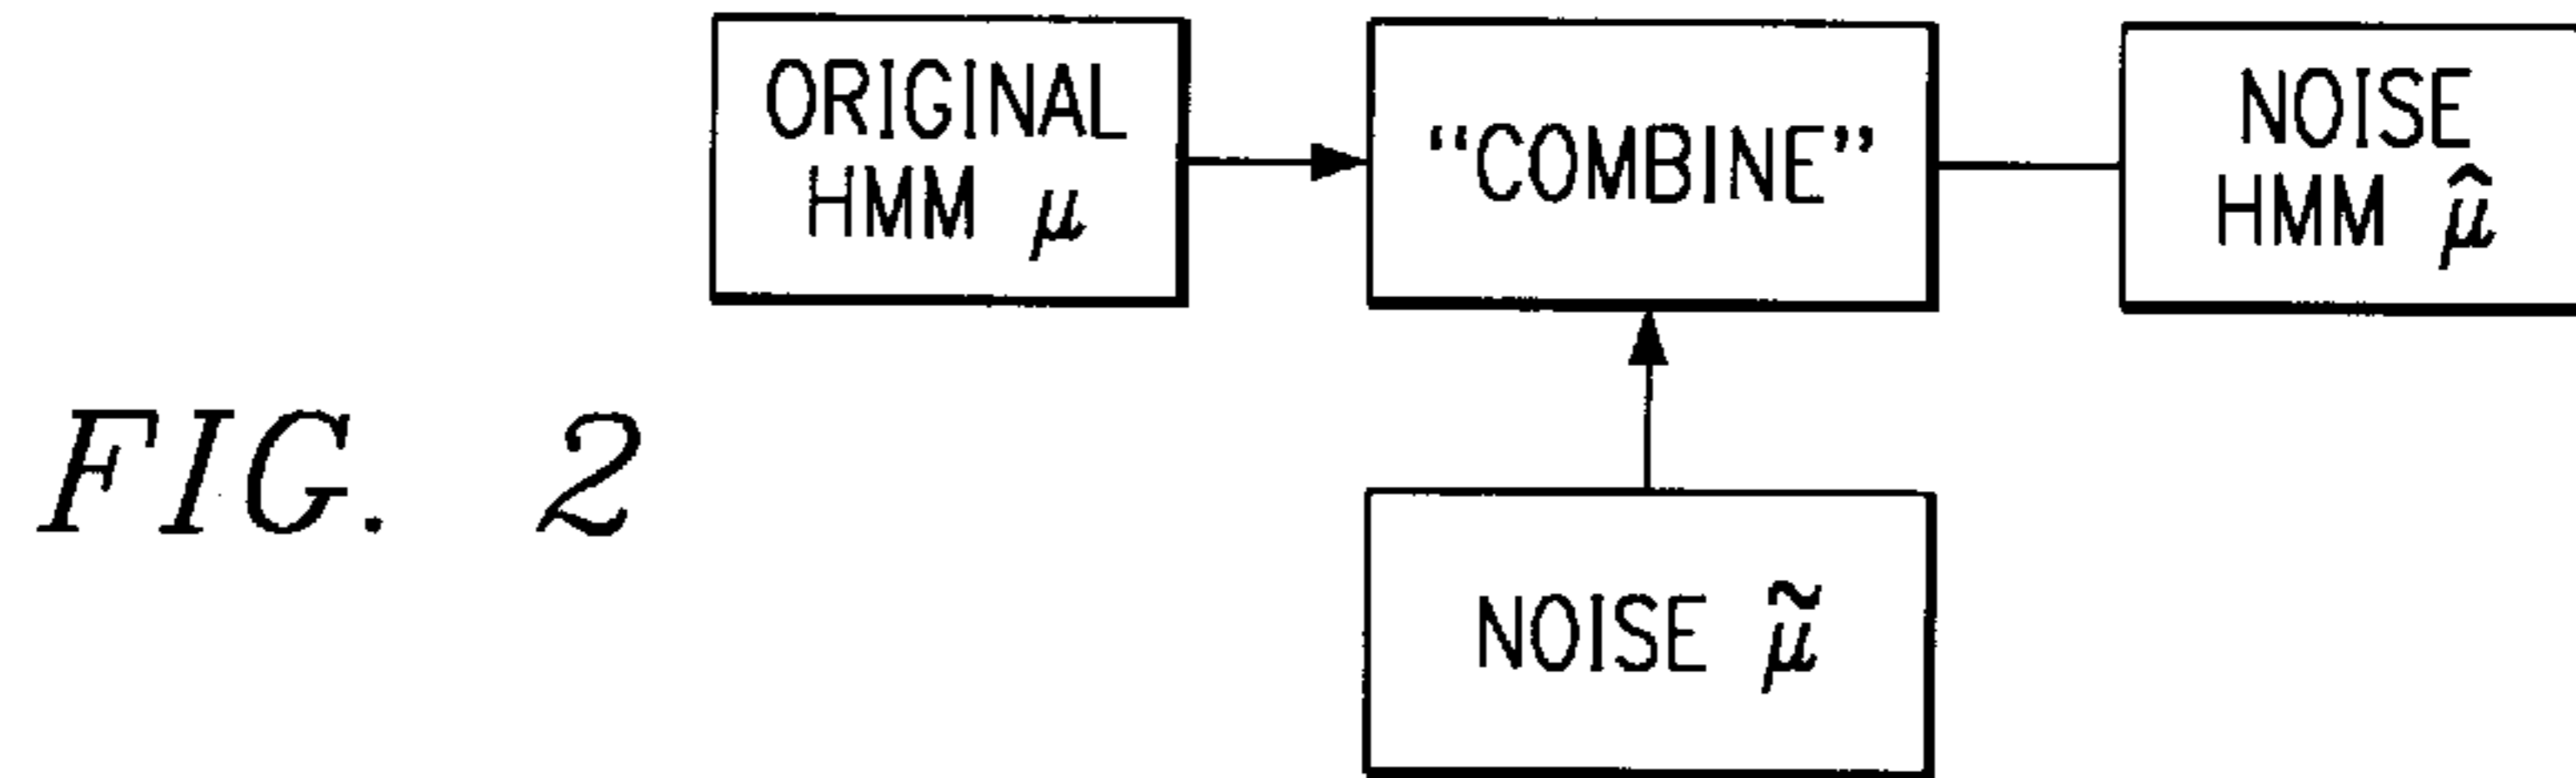 ORIGINAL
HMM μ
“COMBINE”
NOISE
HMM μ̂
NOISE μ̃
FIG. 2